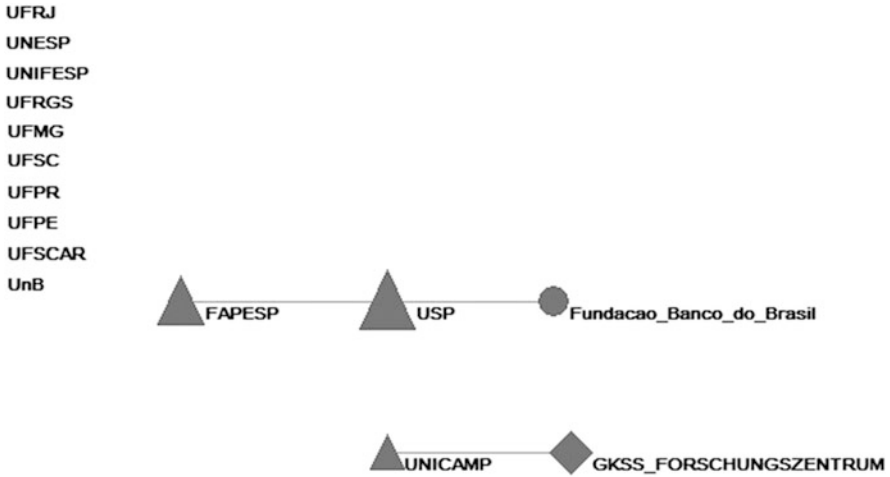 UFRJ
UNESP
UNIFESP
UFRGS
UFMG
UFSC
UFPR
UFPE
UFSCAR
UnB
FAPESP USP Fundacao_Banco_do_Brasil
UNICAMP GKSS_FORSCHUNGSZENTRUM